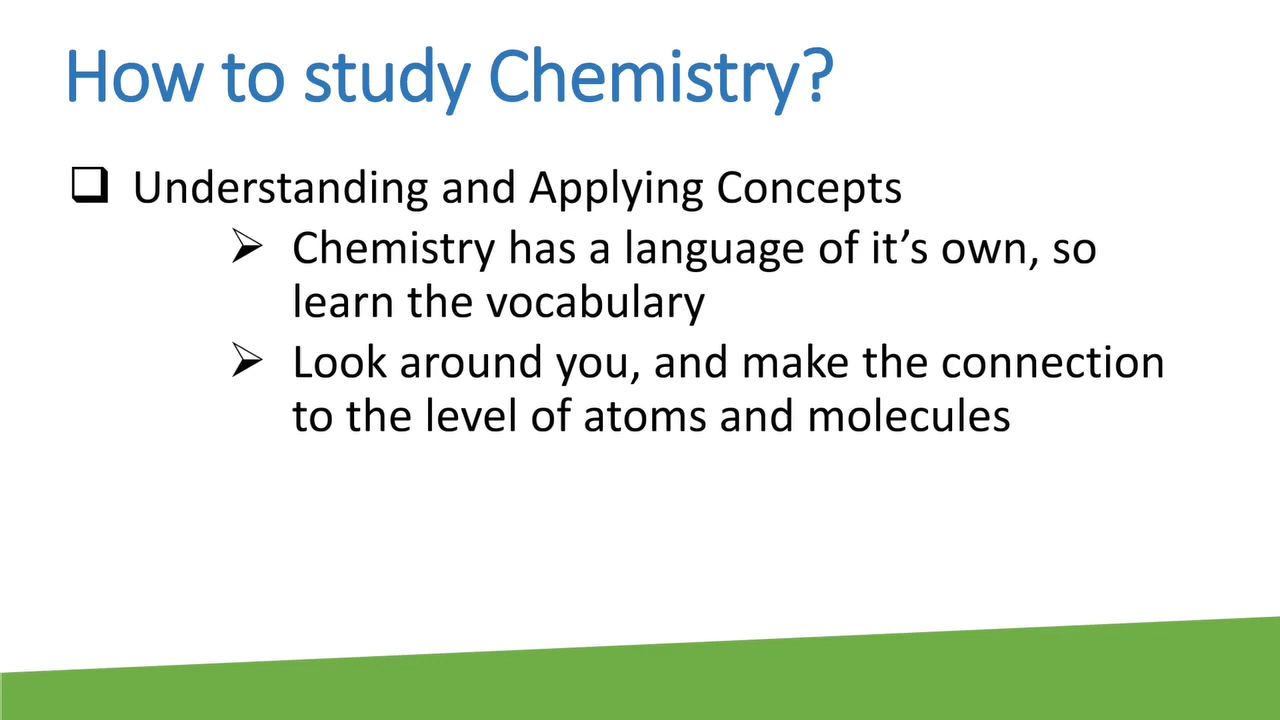 How to study Chemistry?
❑ Understanding and Applying Concepts
➢ Chemistry has a language of it’s own, so
learn the vocabulary
➢ Look around you, and make the connection
to the level of atoms and molecules